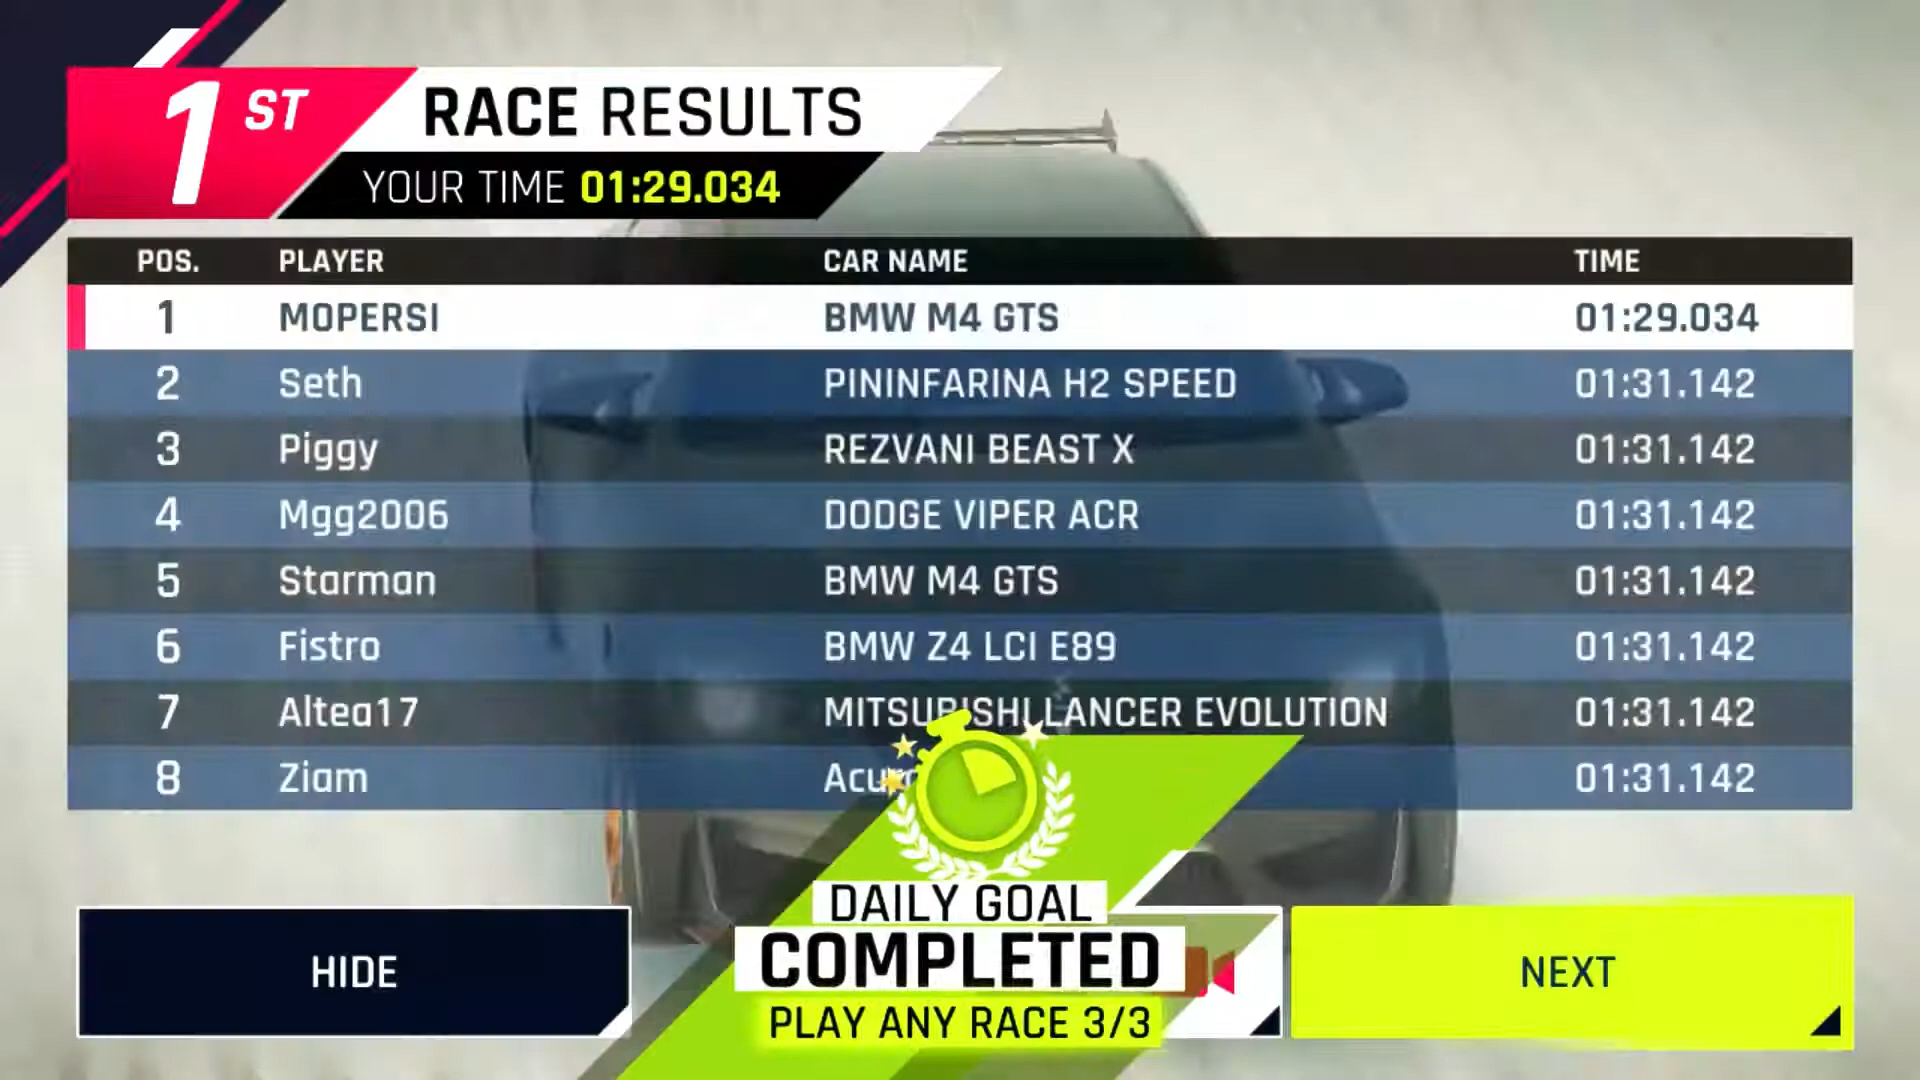 1 ST
RACE RESULTS
YOUR TIME 01:29.034
POS. PLAYER CAR NAME TIME
1 MOPERSI BMW M4 GTS 01:29.034
2 Seth PININFARINA H2 SPEED 01:31.142
3 Piggy REZVANI BEAST X 01:31.142
4 Mgg2006 DODGE VIPER ACR 01:31.142
5 Starman BMW M4 GTS 01:31.142
6 Fistro BMW Z4 LCI E89 01:31.142
7 Altea17 MITSUBISHI LANCER EVOLUTION 01:31.142
8 Ziam 01:31.142
DAILY GOAL
COMPLETED
PLAY ANY RACE 3/3
HIDE
NEXT